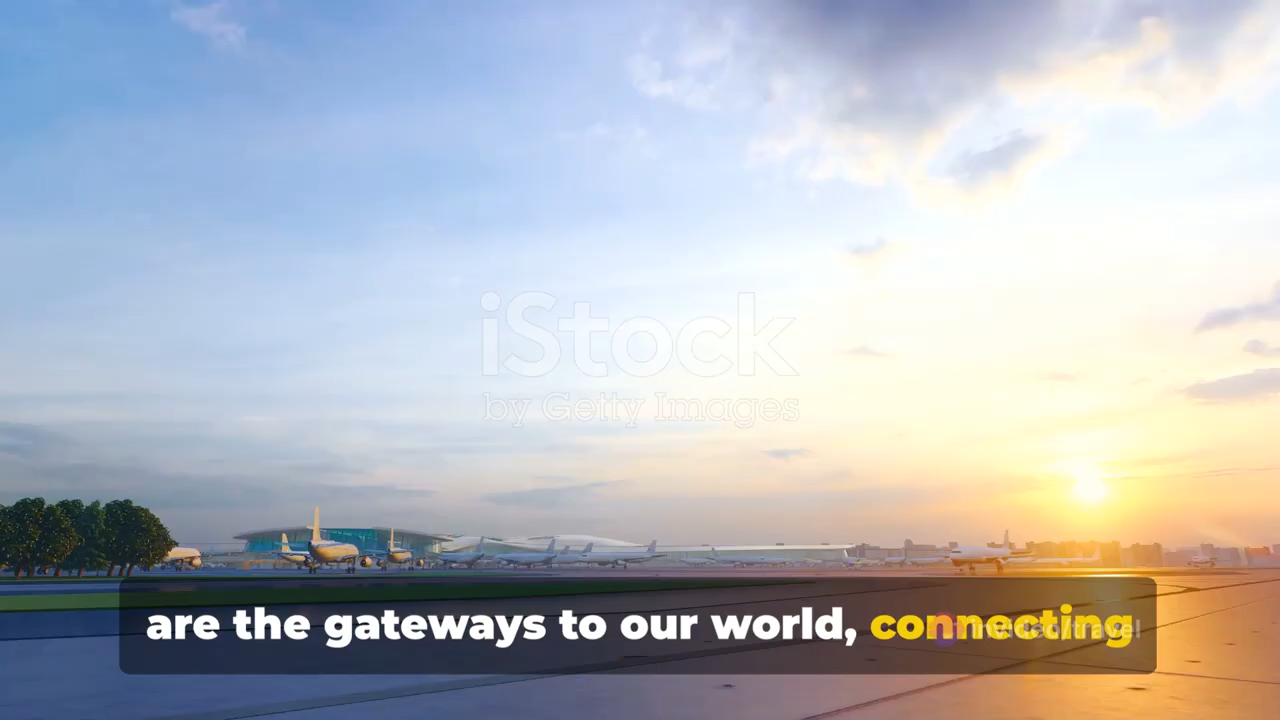 iStock
by Getty Images
are the gateways to our world, connecting